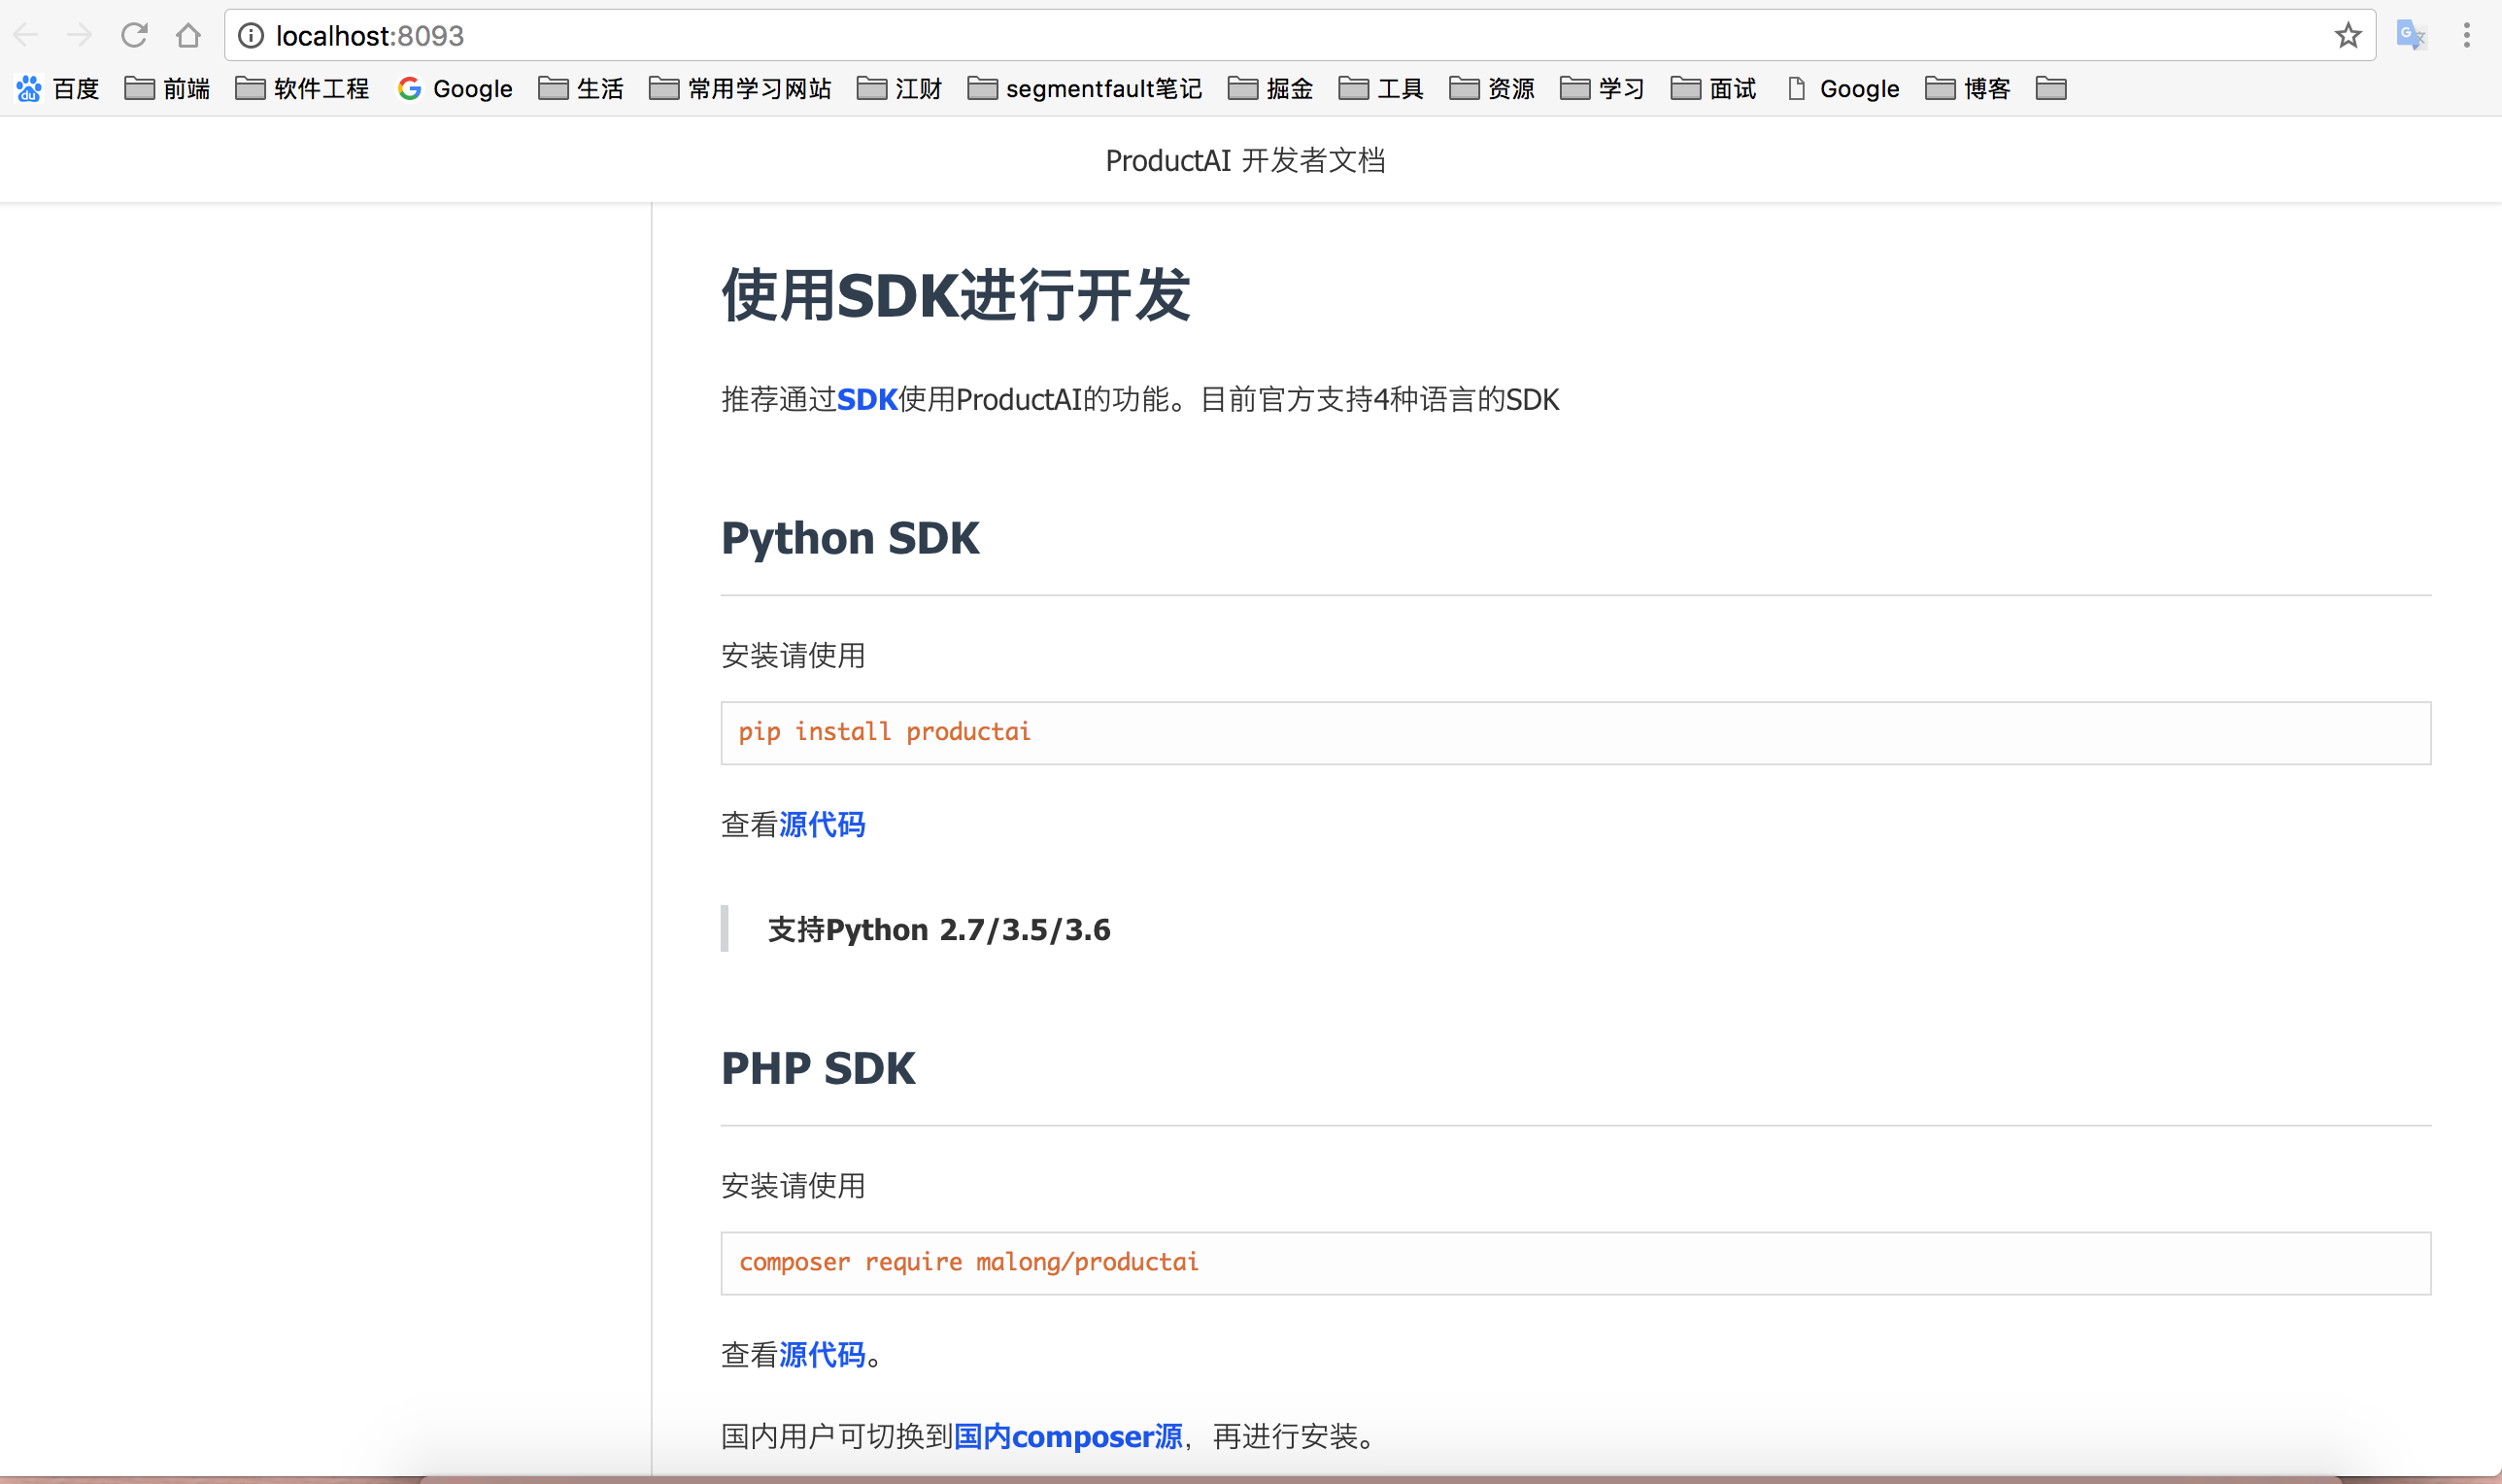 localhost:8093
百度 前端 软件工程 Google 生活 常用学习网站 江财 segmentfault笔记 掘金 工具 资源 学习 面试 Google 博客
ProductAI 开发者文档
使用SDK进行开发
推荐通过SDK使用ProductAI的功能。目前官方支持4种语言的SDK
Python SDK
安装请使用
pip install productai
查看源代码
支持Python 2.7/3.5/3.6
PHP SDK
安装请使用
composer require malong/productai
查看源代码。
国内用户可切换到国内composer源，再进行安装。